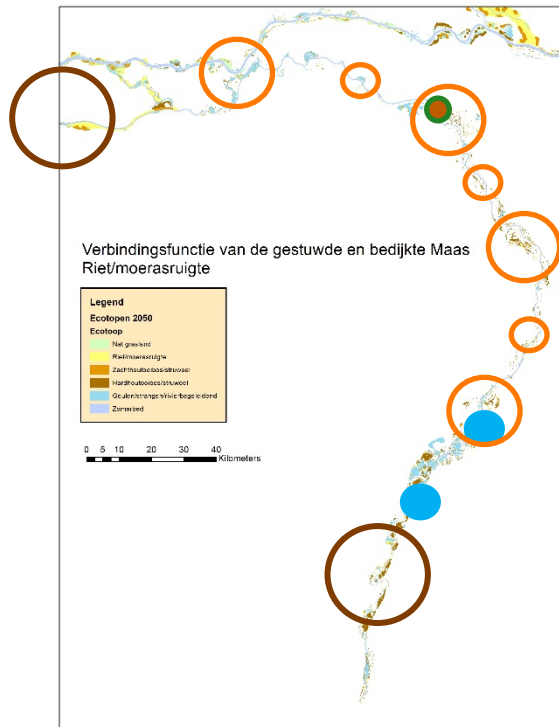 Verbindingsfunctie van de gestuwde en bedijkte Maas
Riet/moerasruigte
Legend
Ecotopen 2050
Ecotoop
Nat grasland
Riet/moerasruigte
Zachthoutooibos/struweel
Hardhoutooibos/struweel
Geulen/strangen/rivierbegeleidend
Zomerbed
0 5 10 20 30 40
Kilometers